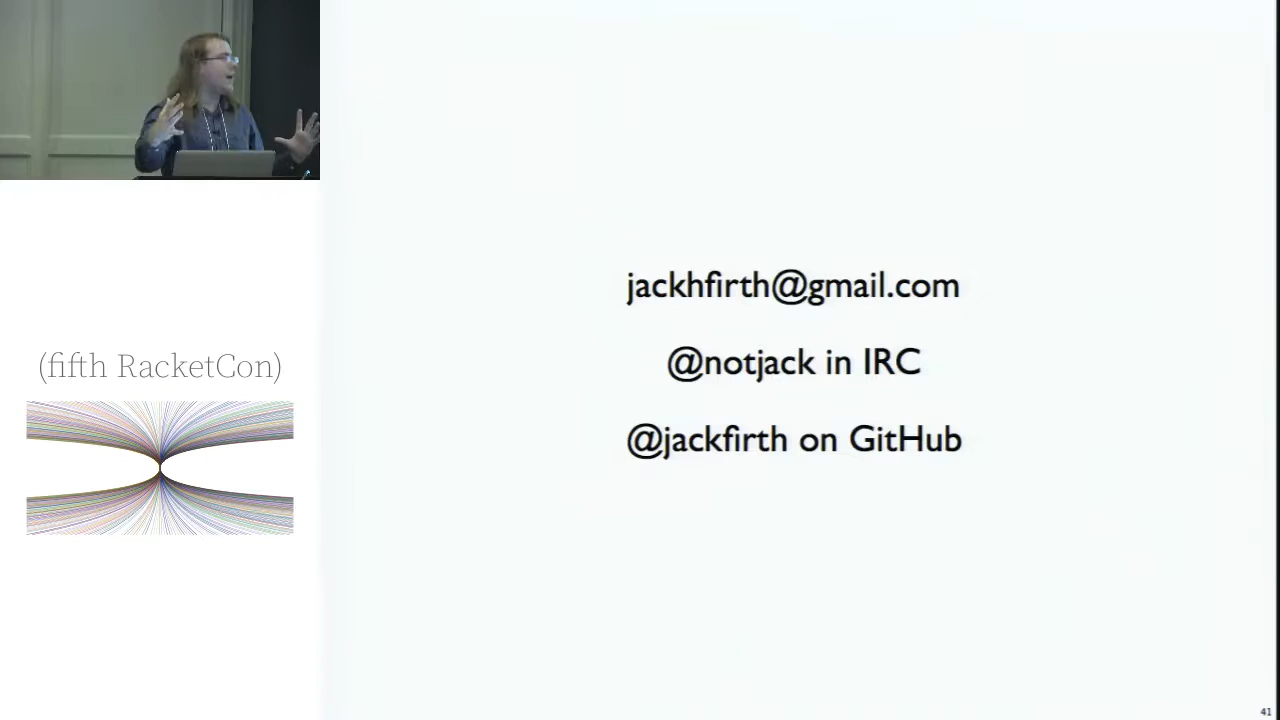 (fifth RacketCon)
jackhfirth@gmail.com
@notjack in IRC
@jackfirth on GitHub
41